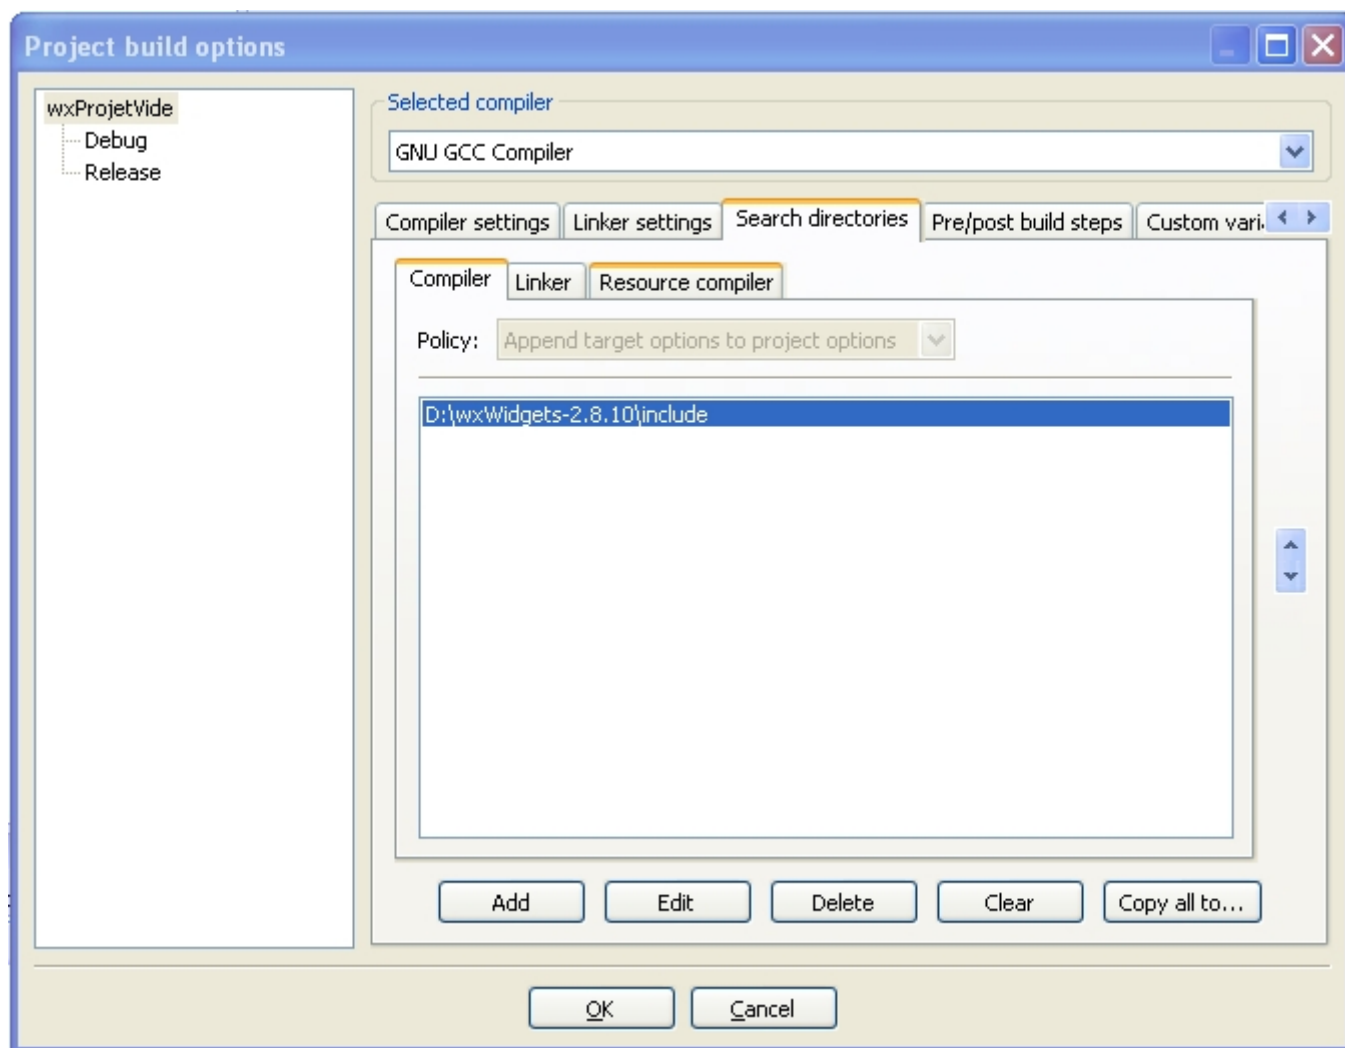 Project build options
wxProjetVide
Debug
Release
Selected compiler
GNU GCC Compiler
Compiler settings
Linker settings
Search directories
Pre/post build steps
Custom vari
Compiler
Linker
Resource compiler
Policy:
Append target options to project options
D:\wxWidgets-2.8.10\include
Add
Edit
Delete
Clear
Copy all to...
OK
Cancel